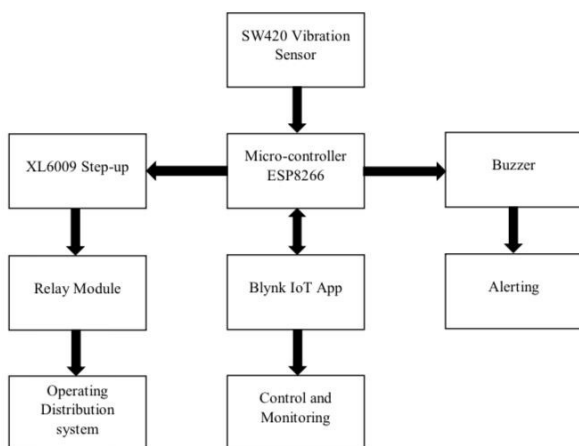 SW420 Vibration
Sensor
XL6009 Step-up
Micro-controller
ESP8266
Buzzer
Relay Module
Blynk IoT App
Alerting
Operating
Distribution
system
Control and
Monitoring